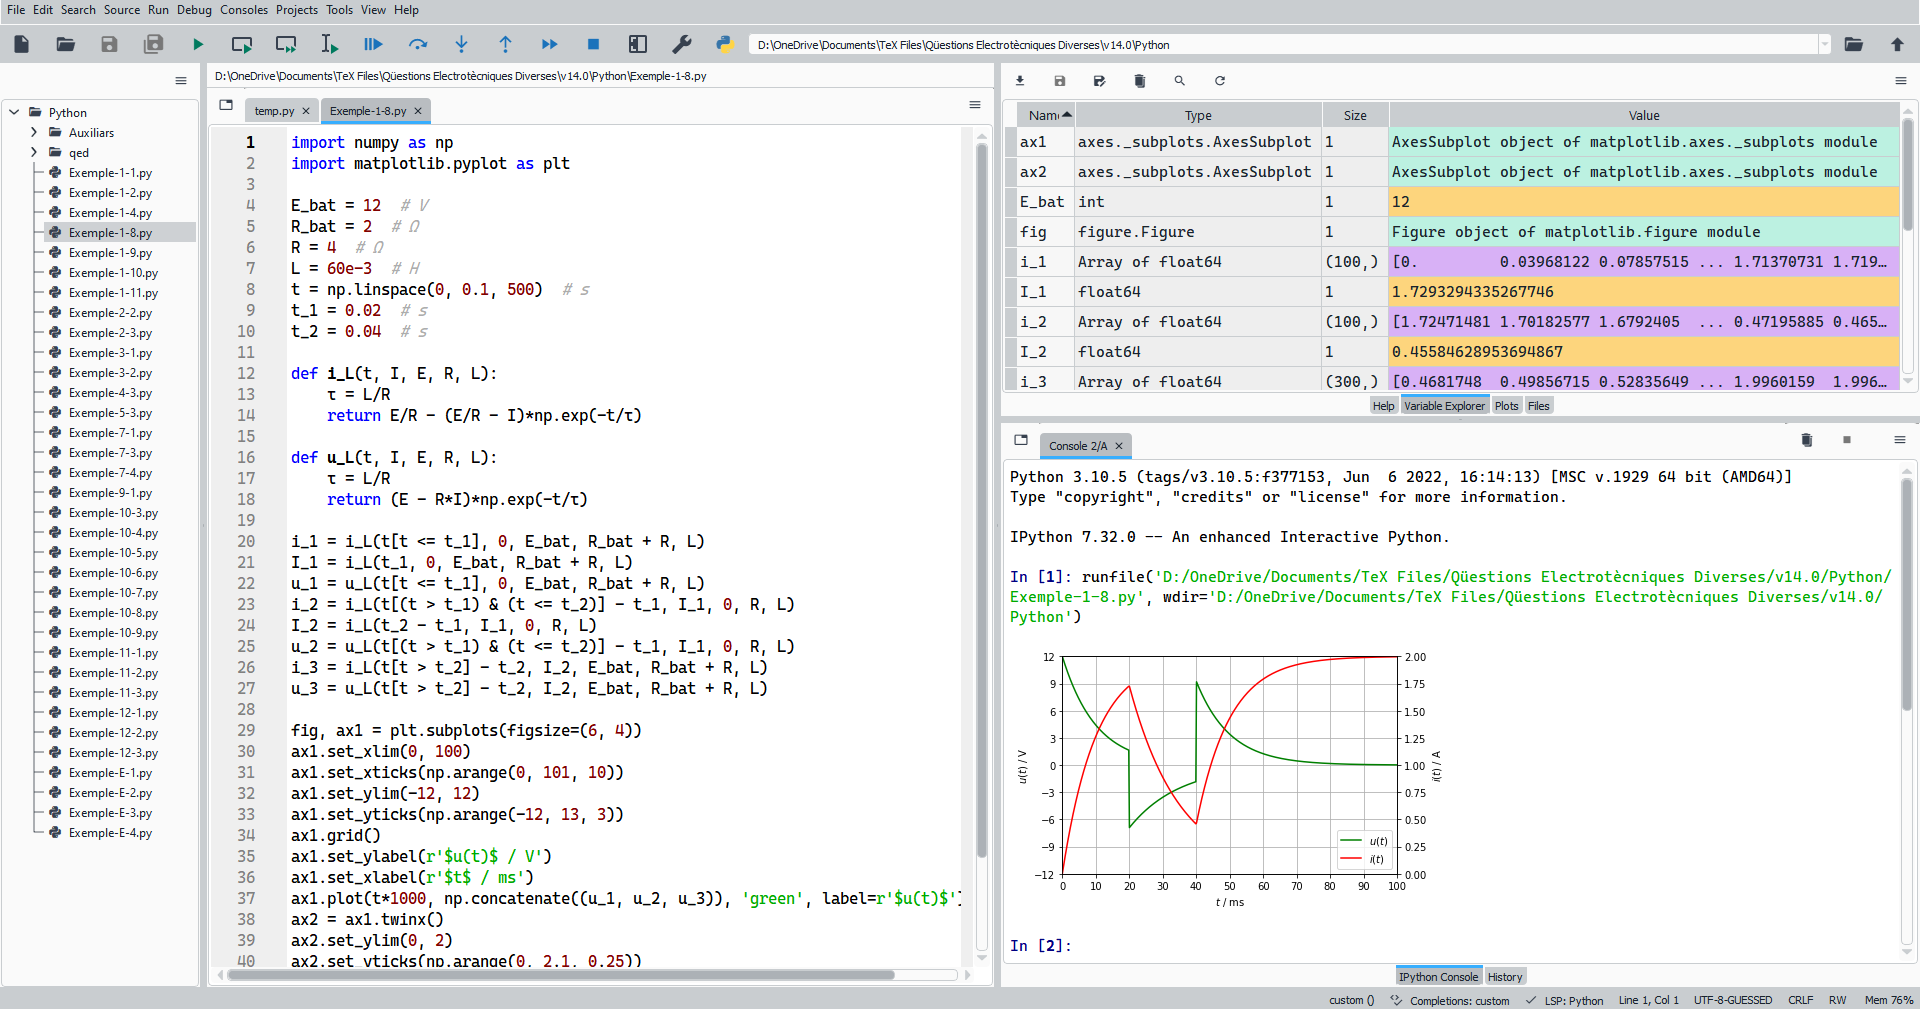 File Edit Search Source Run Debug Consoles Projects Tools View Help
D:\OneDrive\Documents\TeX Files\Qüestions Electrotècniques Diverses\v14.0\Python
Python
Auxiliars
qed
Exemple-1-1.py
Exemple-1-2.py
Exemple-1-4.py
Exemple-1-8.py
Exemple-1-9.py
Exemple-1-10.py
Exemple-1-11.py
Exemple-2-2.py
Exemple-2-3.py
Exemple-3-1.py
Exemple-3-2.py
Exemple-4-3.py
Exemple-5-3.py
Exemple-7-1.py
Exemple-7-3.py
Exemple-7-4.py
Exemple-9-1.py
Exemple-10-3.py
Exemple-10-4.py
Exemple-10-5.py
Exemple-10-6.py
Exemple-10-7.py
Exemple-10-8.py
Exemple-10-9.py
Exemple-11-1.py
Exemple-11-2.py
Exemple-11-3.py
Exemple-12-1.py
Exemple-12-2.py
Exemple-12-3.py
Exemple-E-1.py
Exemple-E-2.py
Exemple-E-3.py
Exemple-E-4.py
D:\OneDrive\Documents\TeX Files\Qüestions Electrotècniques Diverses\v14.0\Python\Exemple-1-8.py
temp.py Exemple-1-8.py
1 import numpy as np
2 import matplotlib.pyplot as plt
3
4 E_bat = 12 # V
5 R_bat = 2 # Ω
6 R = 4 # Ω
7 L = 60e-3 # H
8 t = np.linspace(0, 0.1, 500) # s
9 t_1 = 0.02 # s
10 t_2 = 0.04 # s
11
12 def i_L(t, I, E, R, L):
13 τ = L/R
14 return E/R - (E/R - I)*np.exp(-t/τ)
15
16 def u_L(t, I, E, R, L):
17 τ = L/R
18 return (E - R*I)*np.exp(-t/τ)
19
20 i_1 = i_L(t[t <= t_1], 0, E_bat, R_bat + R, L)
21 I_1 = i_L(t_1, 0, E_bat, R_bat + R, L)
22 u_1 = u_L(t[t <= t_1], 0, E_bat, R_bat + R, L)
23 i_2 = i_L(t[(t > t_1) & (t <= t_2)] - t_1, I_1, 0, R, L)
24 I_2 = i_L(t_2 - t_1, I_1, 0, R, L)
25 u_2 = u_L(t[(t > t_1) & (t <= t_2)] - t_1, I_1, 0, R, L)
26 i_3 = i_L(t[t > t_2] - t_2, I_2, E_bat, R_bat + R, L)
27 u_3 = u_L(t[t > t_2] - t_2, I_2, E_bat, R_bat + R, L)
28
29 fig, ax1 = plt.subplots(figsize=(6, 4))
30 ax1.set_xlim(0, 100)
31 ax1.set_xticks(np.arange(0, 101, 10))
32 ax1.set_ylim(-12, 12)
33 ax1.set_yticks(np.arange(-12, 13, 3))
34 ax1.grid()
35 ax1.set_ylabel(r'$u(t)$ / V')
36 ax1.set_xlabel(r'$t$ / ms')
37 ax1.plot(t*1000, np.concatenate((u_1, u_2, u_3)), 'green', label=r'$u(t)$')
38 ax2 = ax1.twinx()
39 ax2.set_ylim(0, 2)
40 ax2.set_yticks(np.arange(0, 2.1, 0.25))
Name Type Size Value
ax1 axes._subplots.AxesSubplot 1 AxesSubplot object of matplotlib.axes._subplots module
ax2 axes._subplots.AxesSubplot 1 AxesSubplot object of matplotlib.axes._subplots module
E_bat int 1 12
fig figure.Figure 1 Figure object of matplotlib.figure module
i_1 Array of float64 (100,) [0. 0.03968122 0.07857515 ... 1.71370731 1.719…
I_1 float64 1 1.7293294335267746
i_2 Array of float64 (100,) [1.72471481 1.70182577 1.6792405 ... 0.47195885 0.465…
I_2 float64 1 0.45584628953694867
i_3 Array of float64 (300,) [0.4681748 0.49856715 0.52835649 ... 1.9960159 1.996…
Help Variable Explorer Plots Files
Console 2/A
Python 3.10.5 (tags/v3.10.5:f377153, Jun 6 2022, 16:14:13) [MSC v.1929 64 bit (AMD64)]
Type "copyright", "credits" or "license" for more information.
IPython 7.32.0 -- An enhanced Interactive Python.
In [1]: runfile('D:/OneDrive/Documents/TeX Files/Qüestions Electrotècniques Diverses/v14.0/Python/
Exemple-1-8.py', wdir='D:/OneDrive/Documents/TeX Files/Qüestions Electrotècniques Diverses/v14.0/
Python')
12 2.00
9 1.75
6 1.50
3 1.25
0 1.00
−3 0.75
−6 0.50
−9 0.25
−12 0.00
u(t) / V
i(t) / A
u(t)
i(t)
0 10 20 30 40 50 60 70 80 90 100
t / ms
In [2]:
IPython Console History
custom () Completions: custom LSP: Python Line 1, Col 1 UTF-8-GUESSED CRLF RW Mem 76%